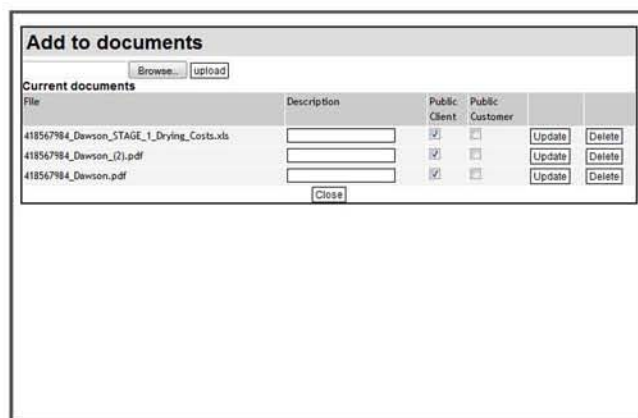 Add to documents
Browse... upload
Current documents
File Description Public Client Public Customer
418567984_Dawson_STAGE_1_Drying_Costs.xls Update Delete
418567984_Dawson_(2).pdf Update Delete
418567984_Dawson.pdf Update Delete
Close